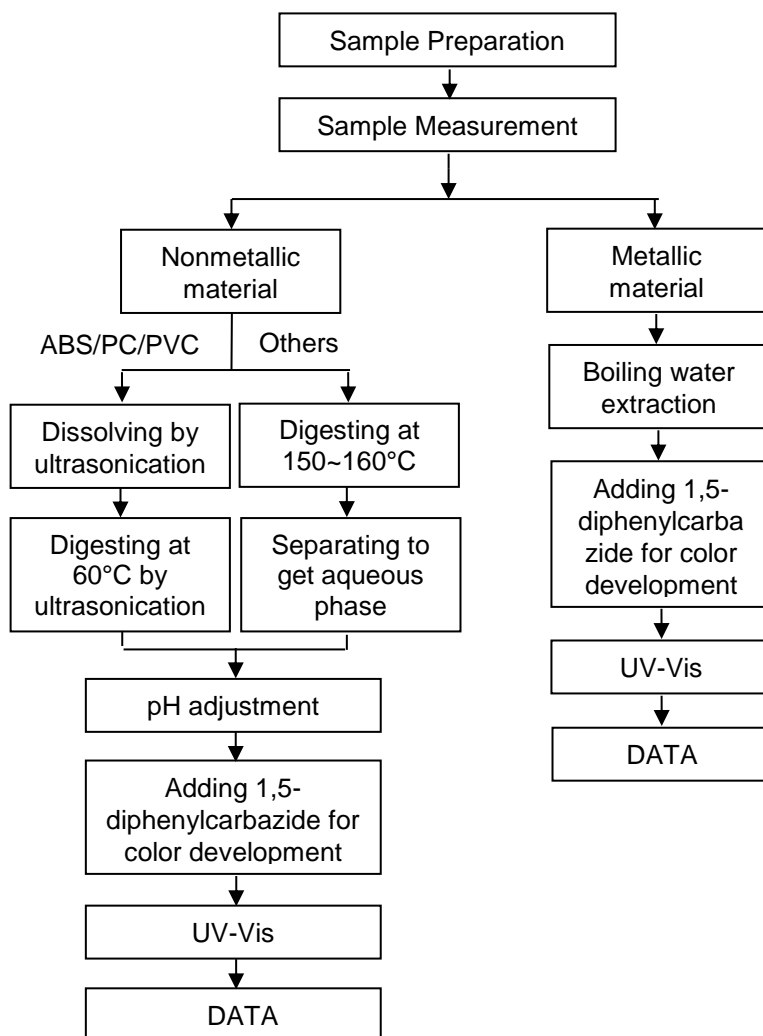 Sample Preparation
Sample Measurement
Nonmetallic
material
ABS/PC/PVC
Others
Dissolving by
ultrasonication
Digesting at
150~160°C
Digesting at
60°C by
ultrasonication
Separating to
get aqueous
phase
pH adjustment
Adding 1,5-
diphenylcarbazide for
color development
UV-Vis
DATA
Metallic
material
Boiling water
extraction
Adding 1,5-
diphenylcarba
zide for color
development
UV-Vis
DATA